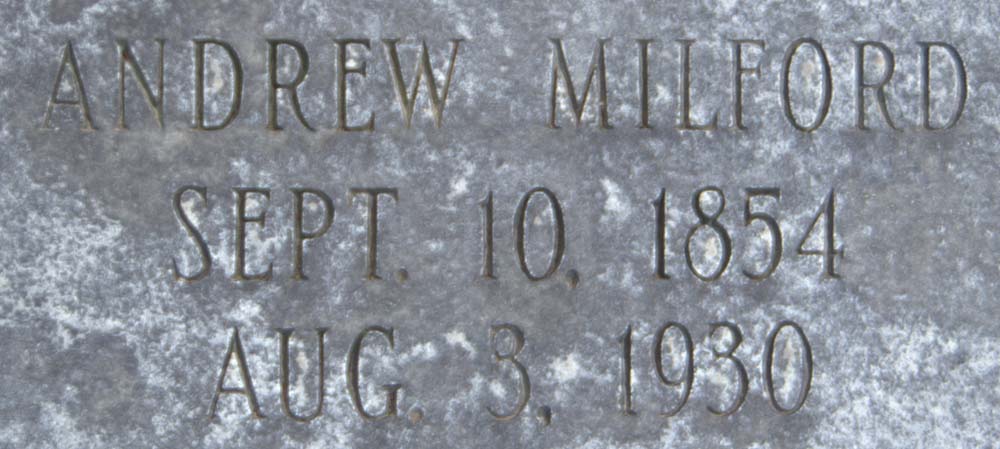 ANDREW MILFORD
SEPT. 10, 1854
AUG. 3, 1930